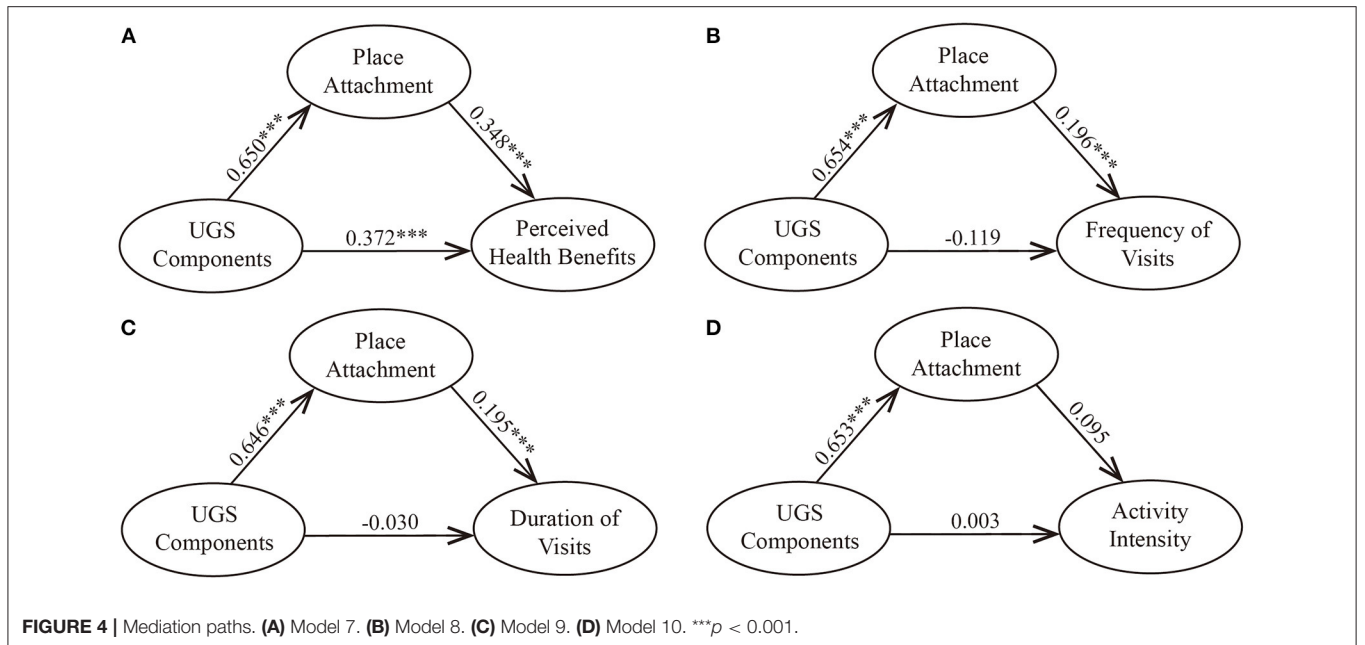 A
Place
Attachment
0.650***
0.348***
UGS
Components
0.372***
Perceived
Health Benefits
B
Place
Attachment
0.654***
0.196***
UGS
Components
-0.119
Frequency of
Visits
C
Place
Attachment
0.646***
0.195***
UGS
Components
-0.030
Duration of
Visits
D
Place
Attachment
0.653***
0.095
UGS
Components
0.003
Activity
Intensity
FIGURE 4 | Mediation paths. (A) Model 7. (B) Model 8. (C) Model 9. (D) Model 10. ***p < 0.001.